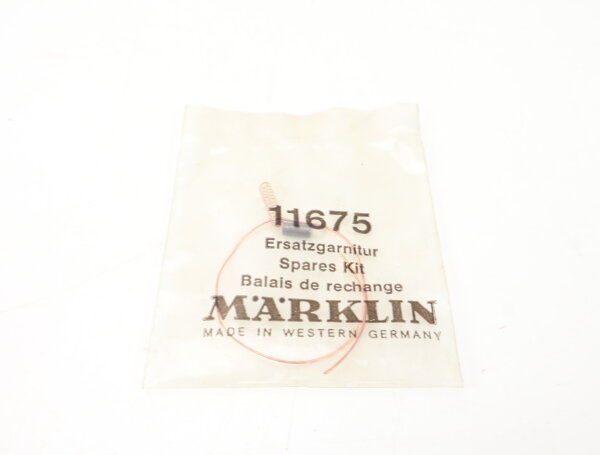 11675
Ersatzgarnitur
Spares Kit
Balais de rechange
MÄRKLIN
MADE IN WESTERN GERMANY